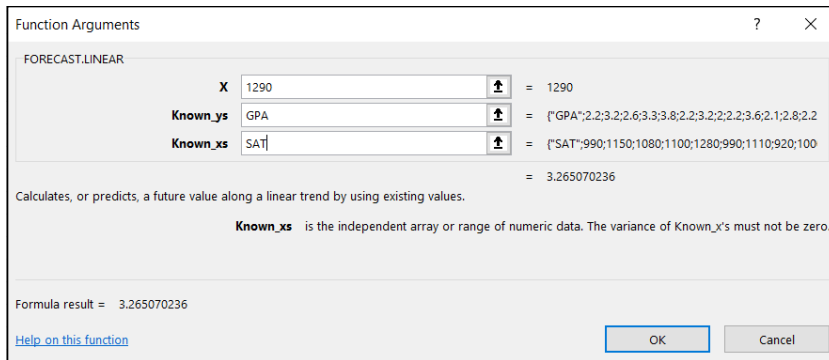 Function Arguments ? ×
FORECAST.LINEAR
X 1290 = 1290
Known_ys GPA = {"GPA";2.2;3.2;2.6;3.3;3.8;2.2;3.2;2;2.2;3.6;2.1;2.8;2.2
Known_xs SAT = {"SAT";990;1150;1080;1100;1280;990;1110;920;100
= 3.265070236
Calculates, or predicts, a future value along a linear trend by using existing values.
Known_xs is the independent array or range of numeric data. The variance of Known_x's must not be zero.
Formula result = 3.265070236
Help on this function OK Cancel